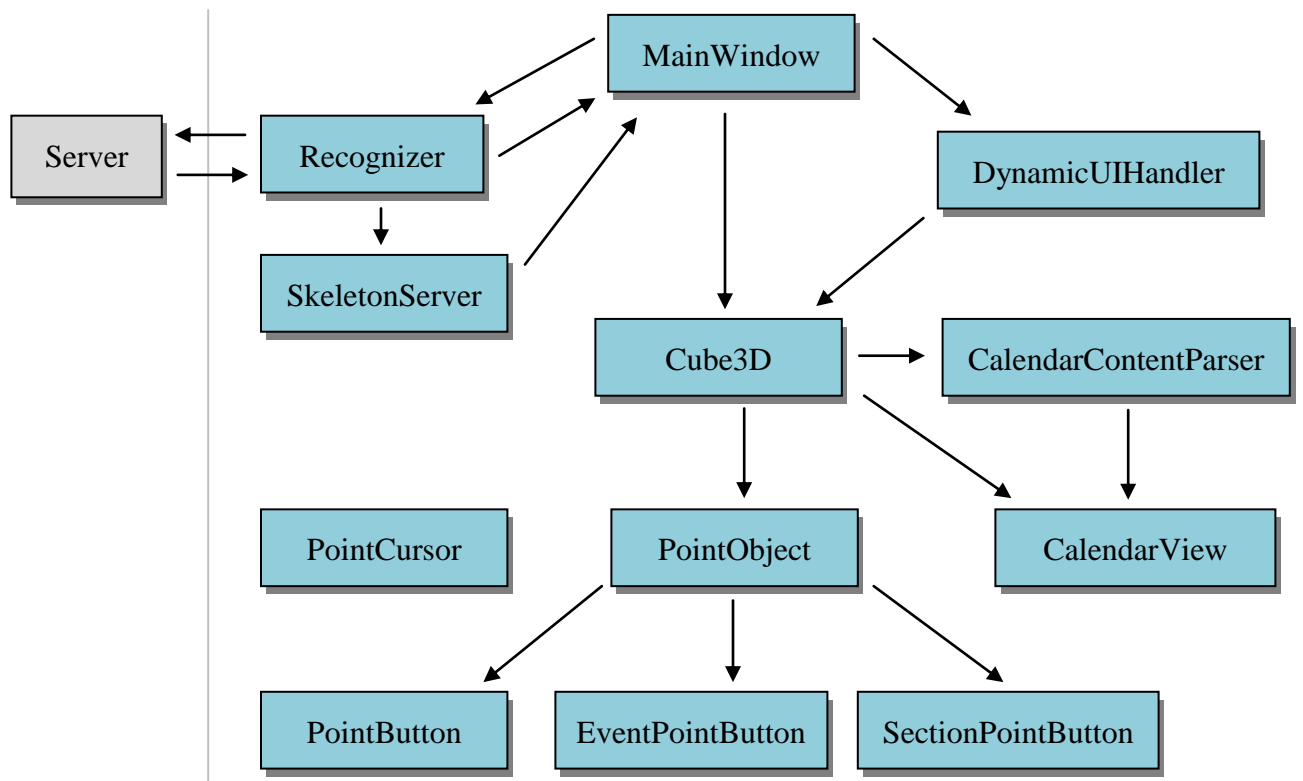 MainWindow
Server
Recognizer
DynamicUIHandler
SkeletonServer
Cube3D
CalendarContentParser
PointCursor
PointObject
CalendarView
PointButton
EventPointButton
SectionPointButton